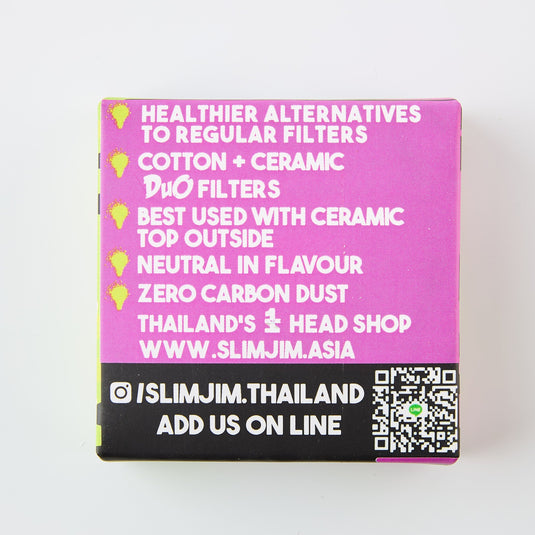 HEALTHIER ALTERNATIVES
TO REGULAR FILTERS
COTTON + CERAMIC
DuO FILTERS
BEST USED WITH CERAMIC
TOP OUTSIDE
NEUTRAL IN FLAVOUR
ZERO CARBON DUST
THAILAND'S 1 HEAD SHOP
WWW.SLIMJIM.ASIA
/SLIMJIM.THAILAND
ADD US ON LINE
LINE